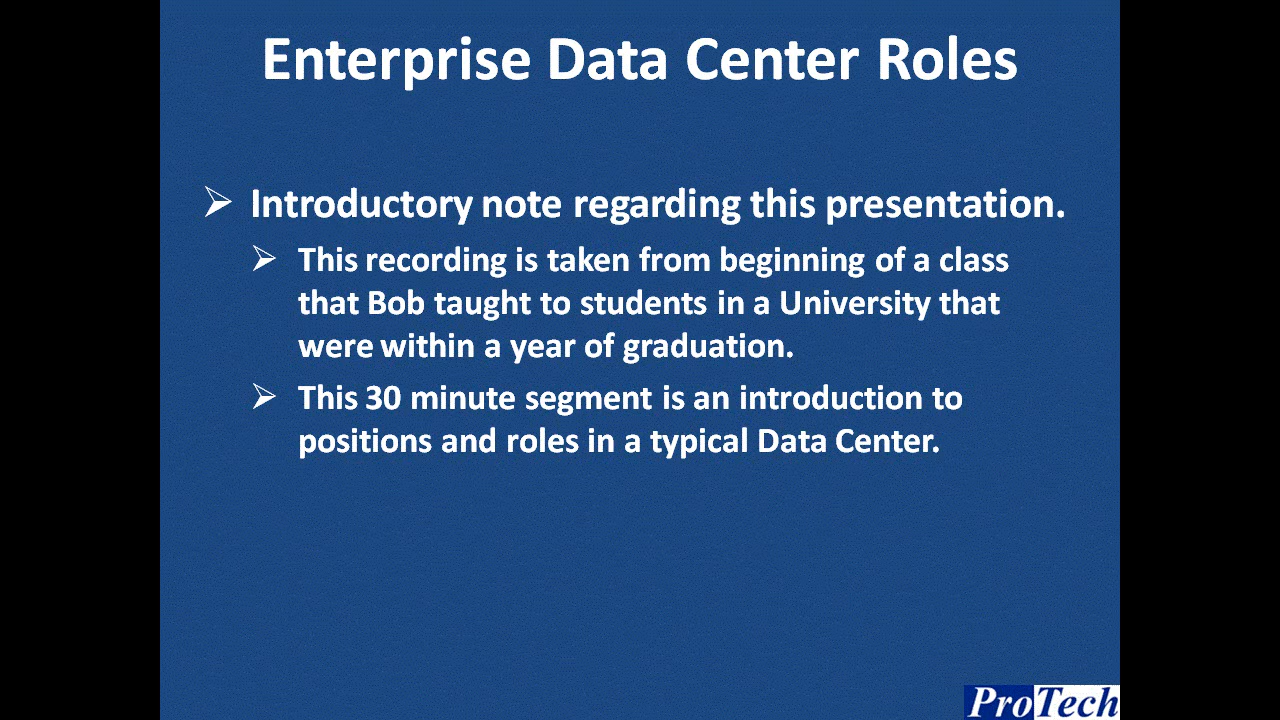 Enterprise Data Center Roles
Introductory note regarding this presentation.
This recording is taken from beginning of a class
that Bob taught to students in a University that
were within a year of graduation.
This 30 minute segment is an introduction to
positions and roles in a typical Data Center.
ProTech